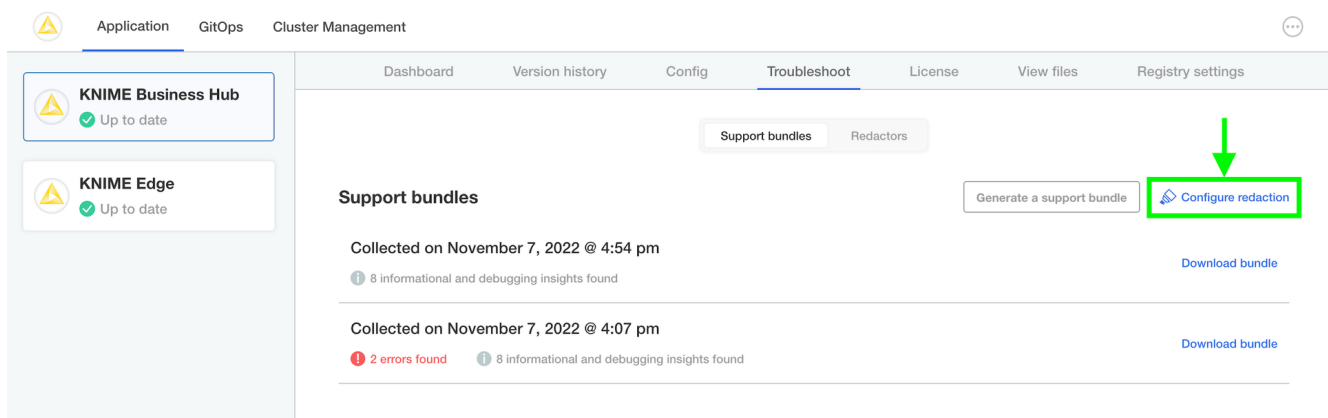 Application GitOps Cluster Management
KNIME Business Hub
Up to date
KNIME Edge
Up to date
Dashboard Version history Config Troubleshoot License View files Registry settings
Support bundles Redactors
Support bundles Generate a support bundle Configure redaction
Collected on November 7, 2022 @ 4:54 pm
8 informational and debugging insights found
Download bundle
Collected on November 7, 2022 @ 4:07 pm
2 errors found 8 informational and debugging insights found
Download bundle